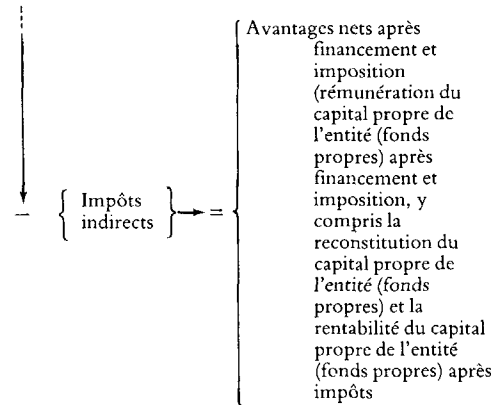 Avantages nets après
financement et
imposition
(rémunération du
capital propre de
l'entité (fonds
propres) après
financement et
imposition, y
compris la
reconstitution du
capital propre de
l'entité (fonds
propres) et la
rentabilité du capital
propre de l'entité
(fonds propres) après
impôts
— { Impôts
indirects } → =